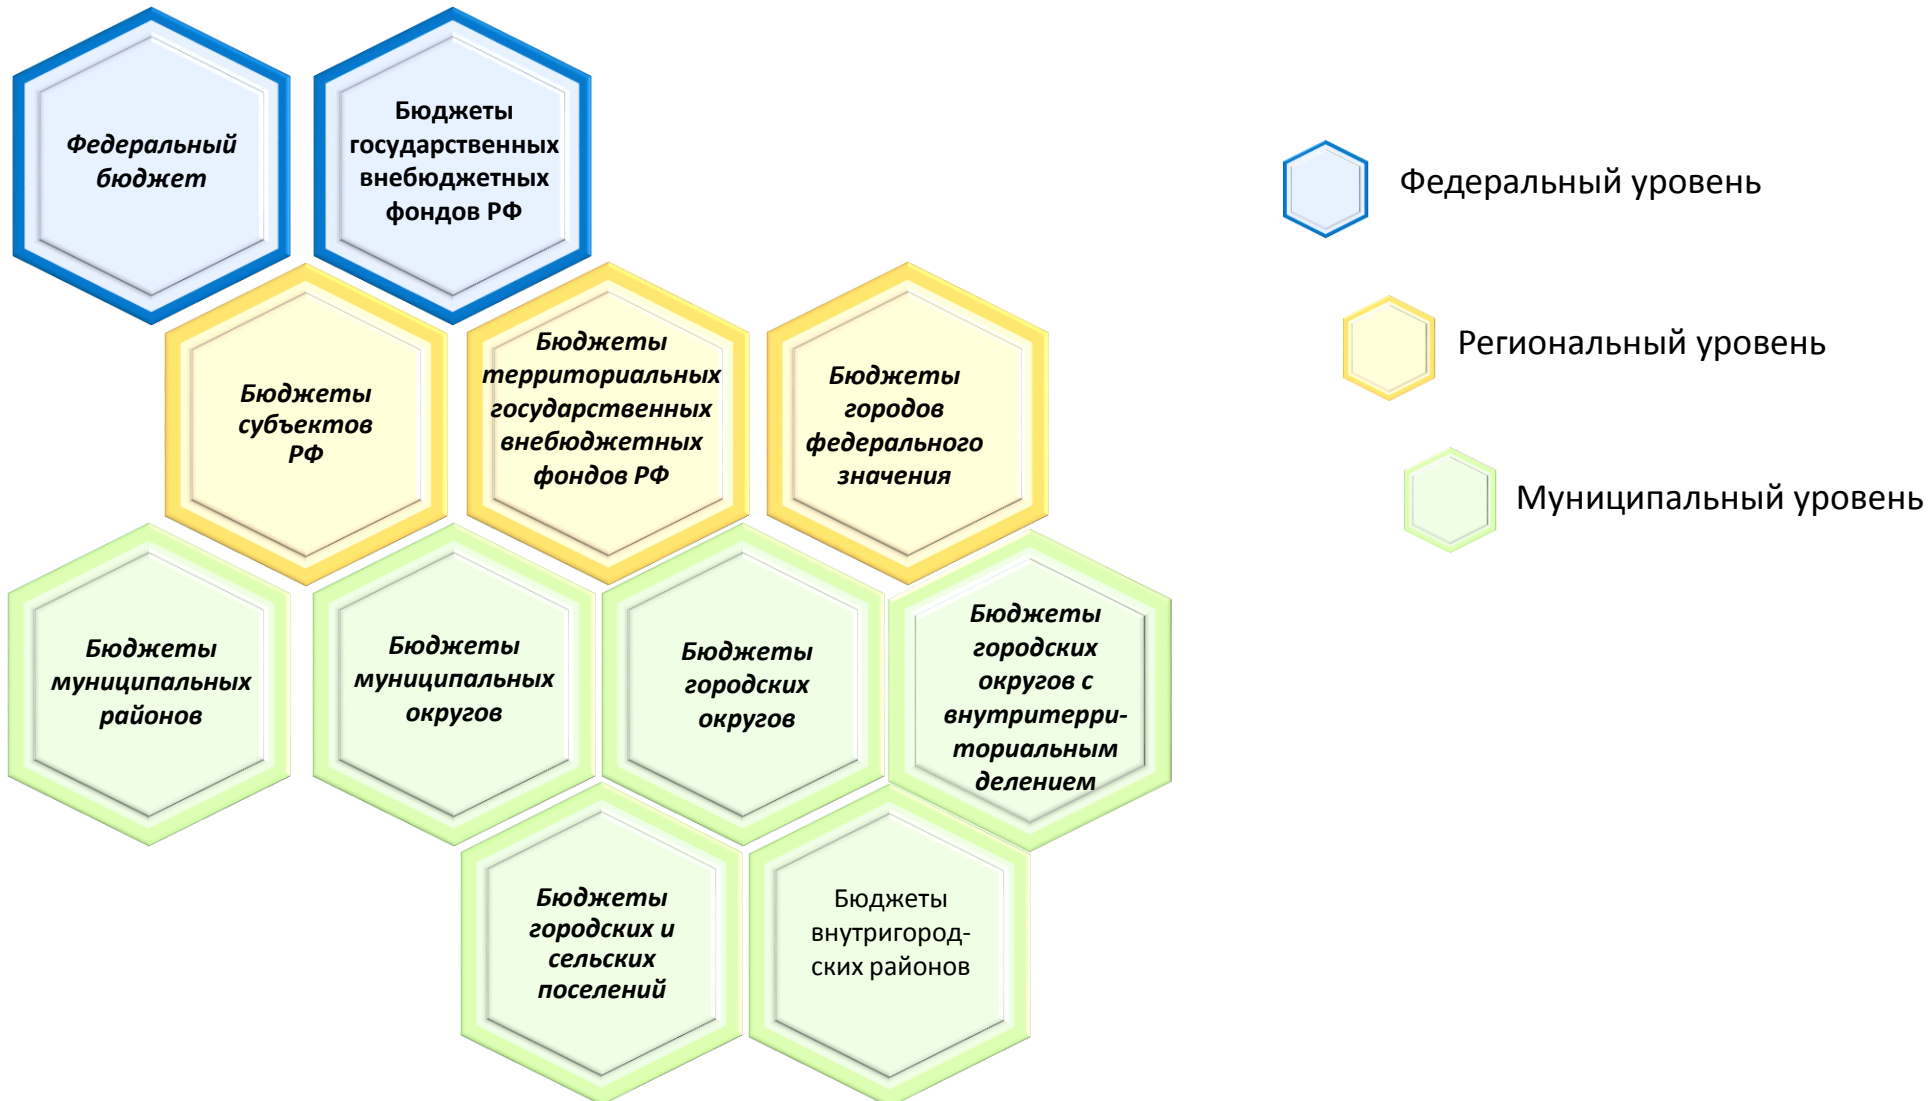 Федеральный
бюджет
Бюджеты
государственных
внебюджетных
фондов РФ
Федеральный уровень
Региональный уровень
Муниципальный уровень
Бюджеты
субъектов
РФ
Бюджеты
территориальных
государственных
внебюджетных
фондов РФ
Бюджеты
городов
федерального
значения
Бюджеты
муниципальных
районов
Бюджеты
муниципальных
округов
Бюджеты
городских
округов
Бюджеты
городских
округов с
внутритерри-
ториальным
делением
Бюджеты
городских и
сельских
поселений
Бюджеты
внутригород-
ских районов